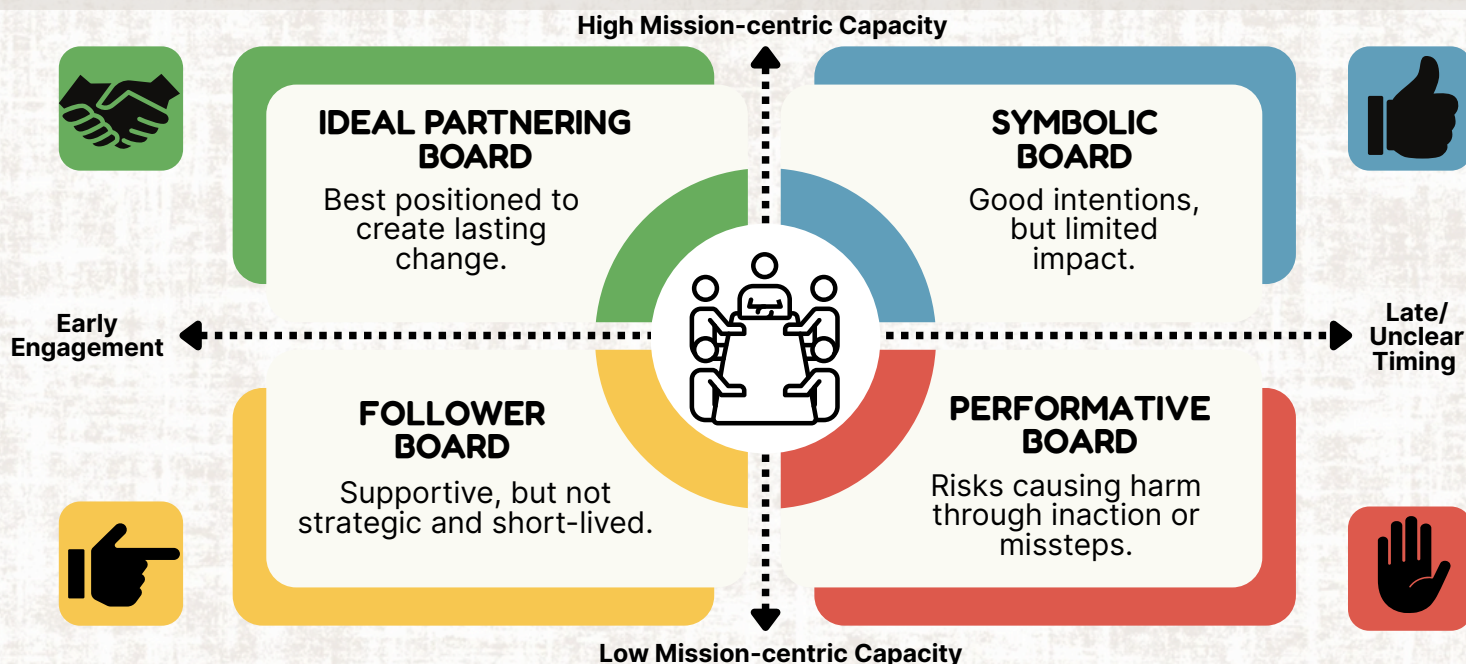 High Mission-centric Capacity
IDEAL PARTNERING
BOARD
Best positioned to
create lasting
change.
SYMBOLIC
BOARD
Good intentions,
but limited
impact.
Early
Engagement
Late/
Unclear
Timing
FOLLOWER
BOARD
Supportive, but not
strategic and short-lived.
PERFORMATIVE
BOARD
Risks causing harm
through inaction or
missteps.
Low Mission-centric Capacity